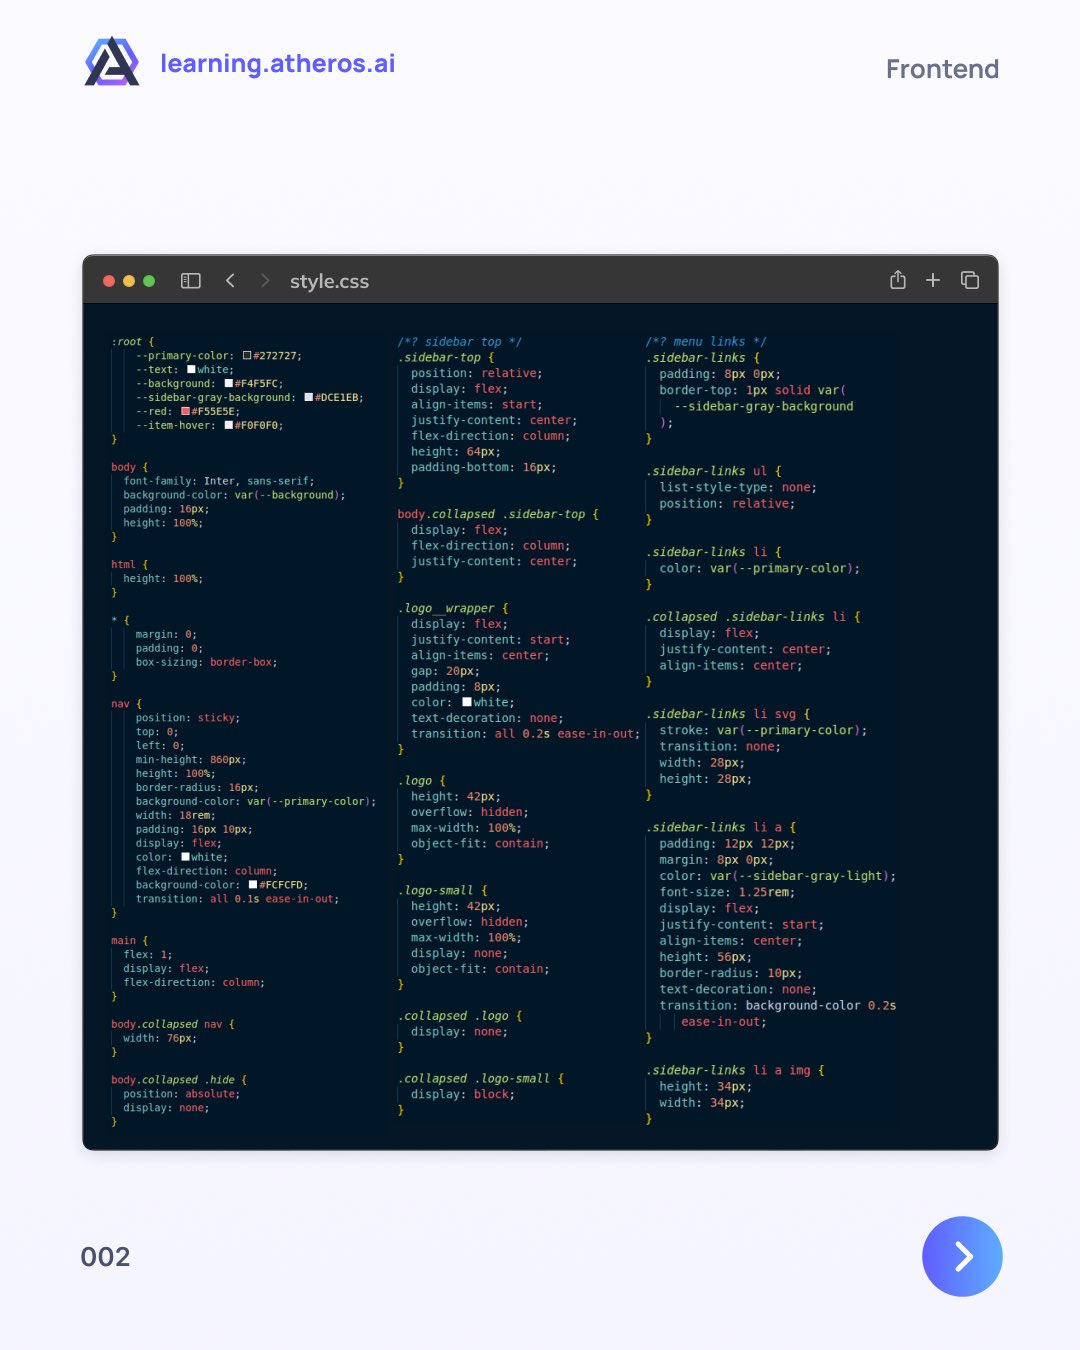 learning.atheros.ai
Frontend
style.css
:root {
--primary-color: #272727;
--text: white;
--background: #F4F5FC;
--sidebar-gray-background: #DCE1EB;
--red: #F55E5E;
--item-hover: #F0F0F0;
}
body {
font-family: Inter, sans-serif;
background-color: var(--background);
padding: 16px;
height: 100%;
}
html {
height: 100%;
}
* {
margin: 0;
padding: 0;
box-sizing: border-box;
}
nav {
position: sticky;
top: 0;
left: 0;
min-height: 860px;
height: 100%;
border-radius: 16px;
background-color: var(--primary-color);
width: 18rem;
padding: 16px 10px;
display: flex;
color: white;
flex-direction: column;
background-color: #FCFCFD;
transition: all 0.1s ease-in-out;
}
main {
flex: 1;
display: flex;
flex-direction: column;
}
body.collapsed nav {
width: 76px;
}
body.collapsed .hide {
position: absolute;
display: none;
}
/*? sidebar top */
.sidebar-top {
position: relative;
display: flex;
align-items: start;
justify-content: center;
flex-direction: column;
height: 64px;
padding-bottom: 16px;
}
body.collapsed .sidebar-top {
display: flex;
flex-direction: column;
justify-content: center;
}
.logo__wrapper {
display: flex;
justify-content: start;
align-items: center;
gap: 20px;
padding: 8px;
color: white;
text-decoration: none;
transition: all 0.2s ease-in-out;
}
.logo {
height: 42px;
overflow: hidden;
max-width: 100%;
object-fit: contain;
}
.logo-small {
height: 42px;
overflow: hidden;
max-width: 100%;
display: none;
object-fit: contain;
}
.collapsed .logo {
display: none;
}
.collapsed .logo-small {
display: block;
}
/*? menu links */
.sidebar-links {
padding: 8px 0px;
border-top: 1px solid var(
--sidebar-gray-background
);
}
.sidebar-links ul {
list-style-type: none;
position: relative;
}
.sidebar-links li {
color: var(--primary-color);
}
.collapsed .sidebar-links li {
display: flex;
justify-content: center;
align-items: center;
}
.sidebar-links li svg {
stroke: var(--primary-color);
transition: none;
width: 28px;
height: 28px;
}
.sidebar-links li a {
padding: 12px 12px;
margin: 8px 0px;
color: var(--sidebar-gray-light);
font-size: 1.25rem;
display: flex;
justify-content: start;
align-items: center;
height: 56px;
border-radius: 10px;
text-decoration: none;
transition: background-color 0.2s
ease-in-out;
}
.sidebar-links li a img {
height: 34px;
width: 34px;
}
002